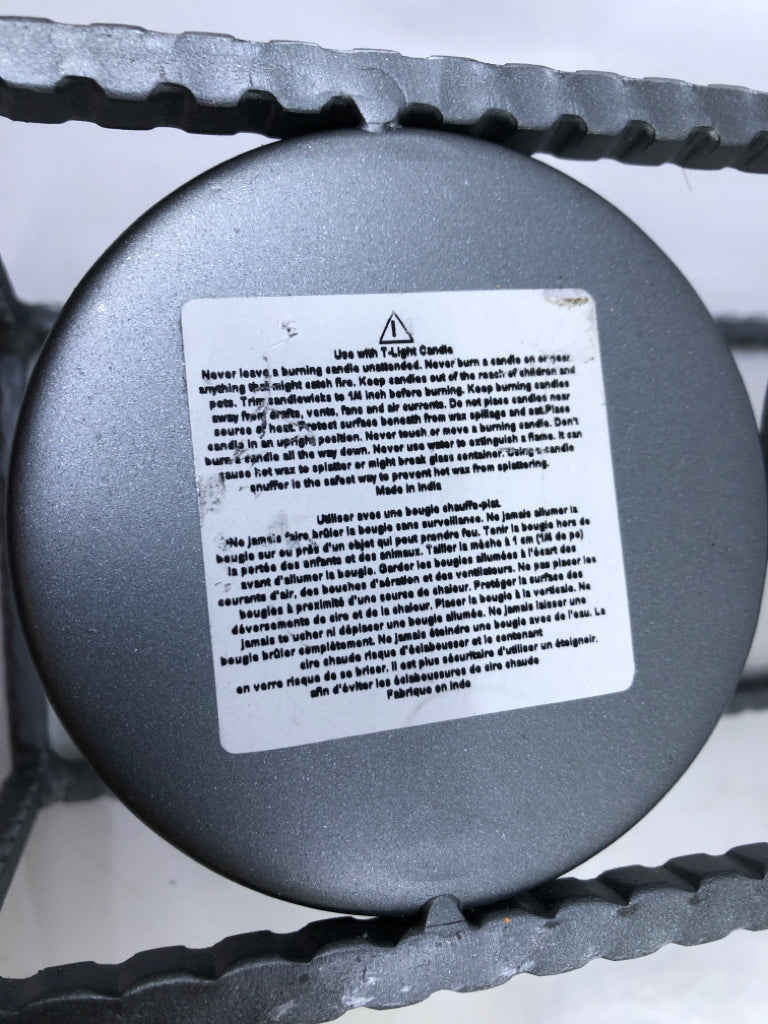 Use with T-Light Candle
Never leave a burning candle unattended. Never burn a candle on or near
anything that might catch fire. Keep candles out of the reach of children and
pets. Trim candlewicks to 1/4 inch before burning. Keep burning candles
away from drafts, vents, fans and air currents. Do not place candles near
source of heat. Protect surface beneath from wax spillage and Place
candle in an upright position. Never touch or move a burning candle. Don't
burn a candle all the way down. Never use water to extinguish a flame. It can
cause hot wax to splatter or might break glass container. Using a candle
snuffer is the safest way to prevent hot wax from splattering.
Made in India
Utiliser avec une bougie chauffe-plat
Ne jamais faire brûler la bougie sans surveillance. Ne jamais allumer la
bougie sur ou près d'un objet qui peut prendre feu. Tenir la bougie hors de
la portée des enfants et des animaux. Tailler la mèche à 1 cm (1/4 de po)
avant d'allumer la bougie. Garder les bougies allumées à l'écart des
courants d'air, des bouches d'aération et des ventilateurs. Ne pas placer les
bougies à proximité d'une source de chaleur. Protéger la surface des
déversements de cire et de la chaleur. Placer la bougie à la verticale. Ne
jamais toucher ni déplacer une bougie allumée. Ne jamais laisser une
bougie brûler complètement. Ne jamais éteindre une bougie avec de l'eau. La
cire chaude risque d'éclabousser et le contenant
en verre risque de se briser. Il est plus sécuritaire d'utiliser un éteignoir.
afin d'éviter les éclaboussures de cire chaude
Fabrique en Inde